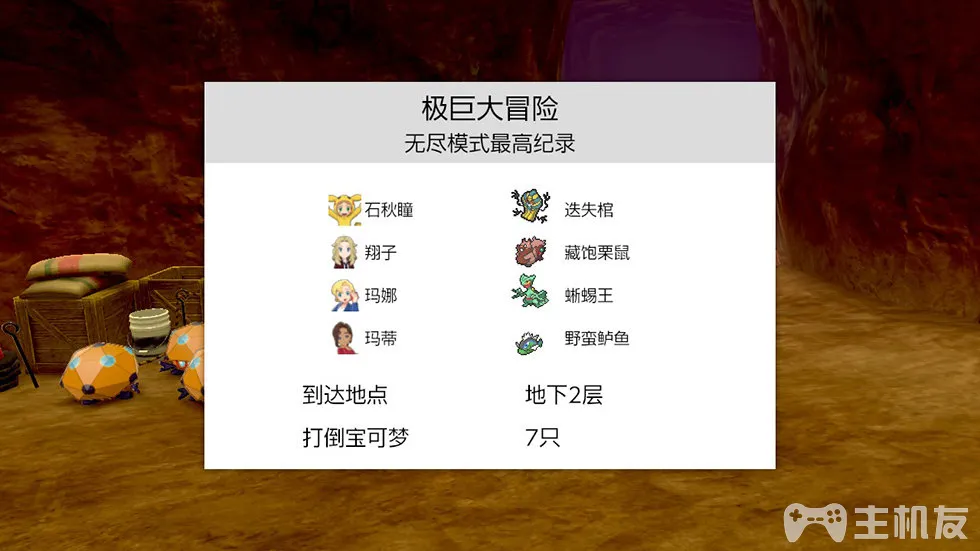 极巨大冒险
无尽模式最高纪录
石秋瞳 迭失棺
翔子 藏饱栗鼠
玛娜 蜥蜴王
玛蒂 野蛮鲈鱼
到达地点 地下2层
打倒宝可梦 7只
主机友